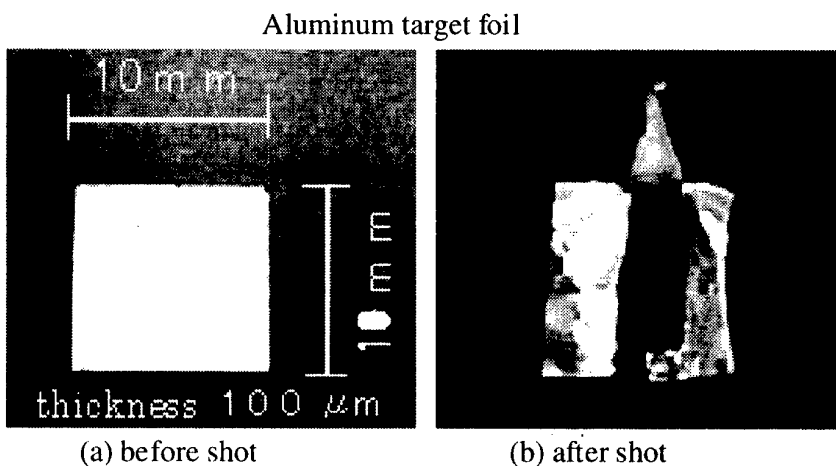 Aluminum target foil
10 mm
10 mm
thickness 100 μm
(a) before shot
(b) after shot